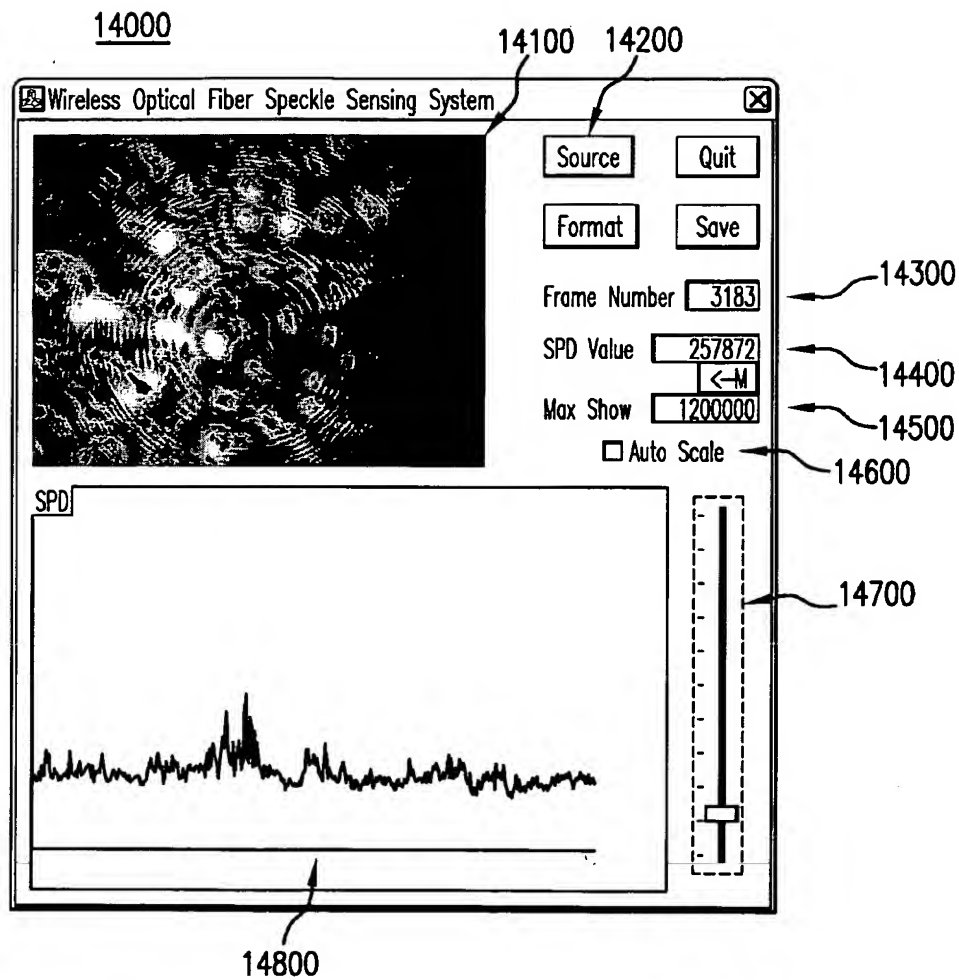 14000
14100
14200
Wireless Optical Fiber Speckle Sensing System
Source
Quit
Format
Save
Frame Number 3183
14300
SPD Value 257872
14400
<—M
Max Show 1200000
14500
Auto Scale
14600
SPD
14700
14800